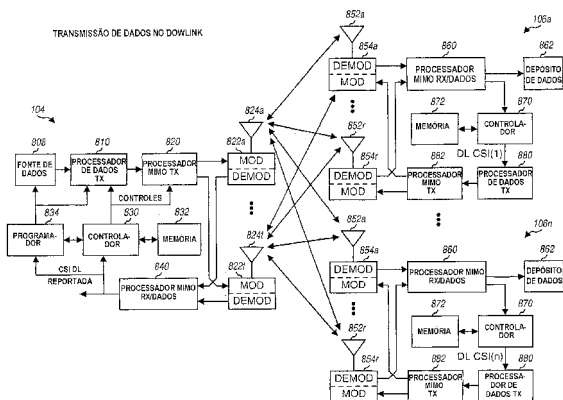 TRANSMISSÃO DE DADOS NO DOWLINK
104
808
FONTE DE
DADOS
810
PROCESSADOR
DE DADOS
TX
820
PROCESSADOR
MIMO TX
CONTROLES
824a
822a
MOD
DEMOD
834
PROGRAMA-
DOR
830
CONTROLA-
DOR
832
MEMORIA
CSI DL
REPORTADA
840
PROCESSADOR MIMO
RX/DADOS
824t
822t
MOD
DEMOD
106a
852a
854a
DEMOD
MOD
860
PROCESSADOR
MIMO RX/DADOS
862
DEPÓSITO
DE DADOS
872
MEMÓRIA
870
CONTROLA-
DOR
DL CSI(1)
852r
854r
DEMOD
MOD
882
PROCESSADOR
MIMO
TX
880
PROCESSADOR
DE DADOS
TX
106n
852a
854a
DEMOD
MOD
860
PROCESSADOR
MIMO RX/DADOS
862
DEPÓSITO
DE DADOS
872
MEMÓRIA
870
CONTROLA-
DOR
DL CSI(n)
852r
854r
DEMOD
MOD
882
PROCESSADOR
MIMO
TX
880
PROCESSA-
DOR DE
DADOS TX